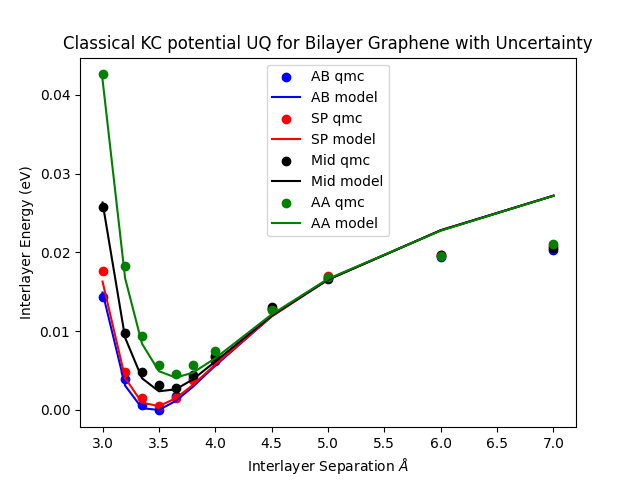 Classical KC potential UQ for Bilayer Graphene with Uncertainty
AB qmc
AB model
SP qmc
SP model
Mid qmc
Mid model
AA qmc
AA model
Interlayer Energy (eV)
0.04
0.03
0.02
0.01
0.00
3.0 3.5 4.0 4.5 5.0 5.5 6.0 6.5 7.0
Interlayer Separation Å